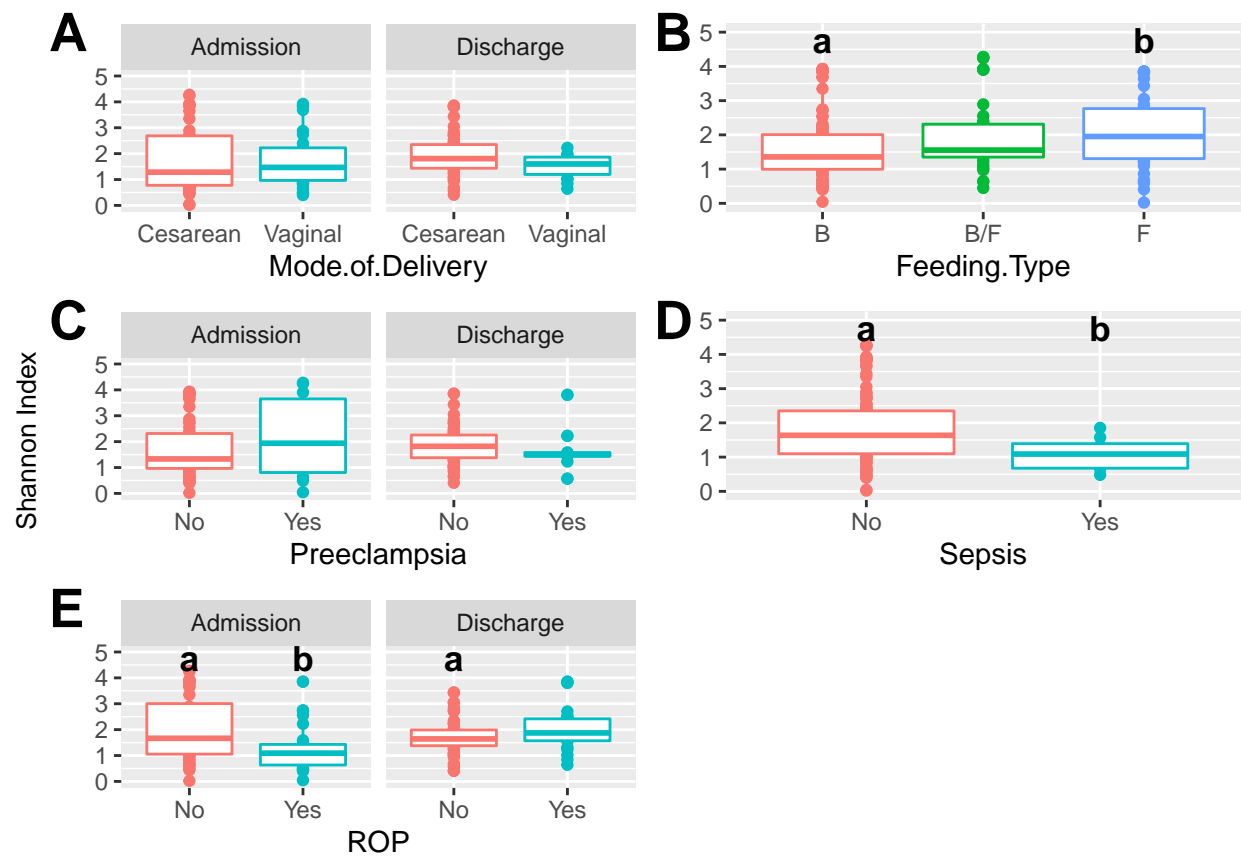 A
Admission Discharge
5
4
3
2
1
0
Cesarean Vaginal Cesarean Vaginal
Mode.of.Delivery
B
a b
5
4
3
2
1
0
B B/F F
Feeding.Type
Shannon Index
C
Admission Discharge
5
4
3
2
1
0
No Yes No Yes
Preeclampsia
D
a b
5
4
3
2
1
0
No Yes
Sepsis
E
Admission Discharge
a b a
5
4
3
2
1
0
No Yes No Yes
ROP